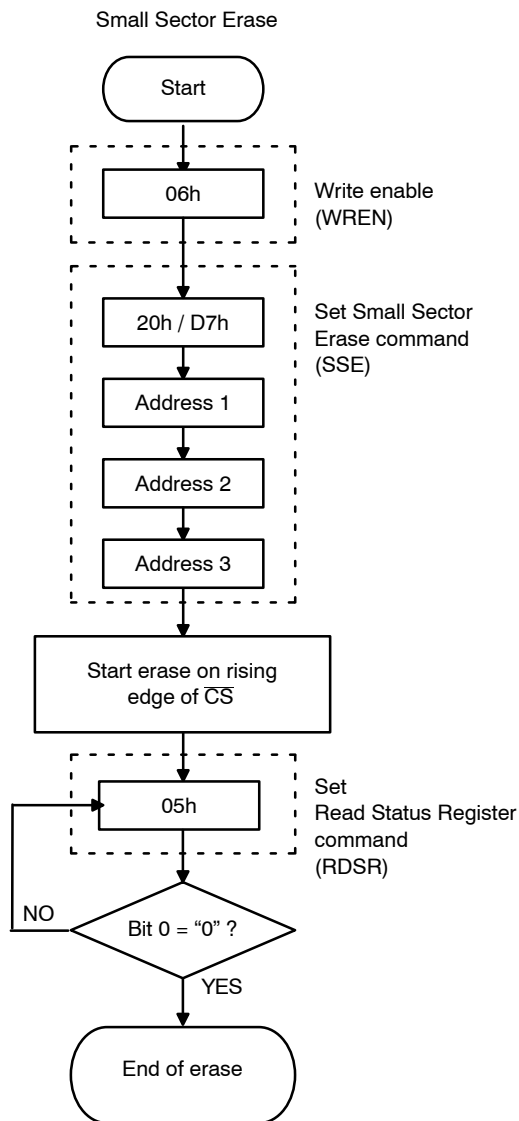 Small Sector Erase
Start
06h
Write enable
(WREN)
20h / D7h
Set Small Sector
Erase command
(SSE)
Address 1
Address 2
Address 3
Start erase on rising
edge of C̅S̅
05h
Set
Read Status Register
command
(RDSR)
NO
Bit 0 = “0” ?
YES
End of erase